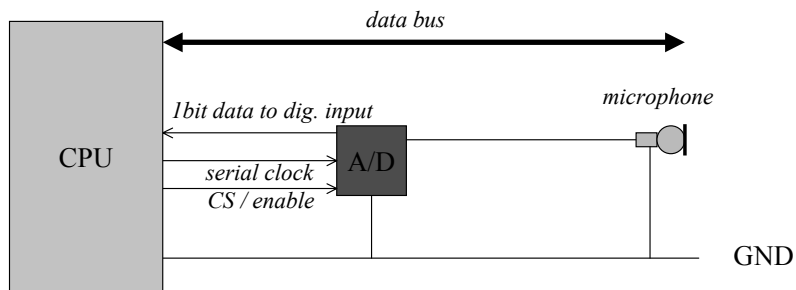 data bus
1bit data to dig. input
microphone
CPU
A/D
serial clock
CS / enable
GND